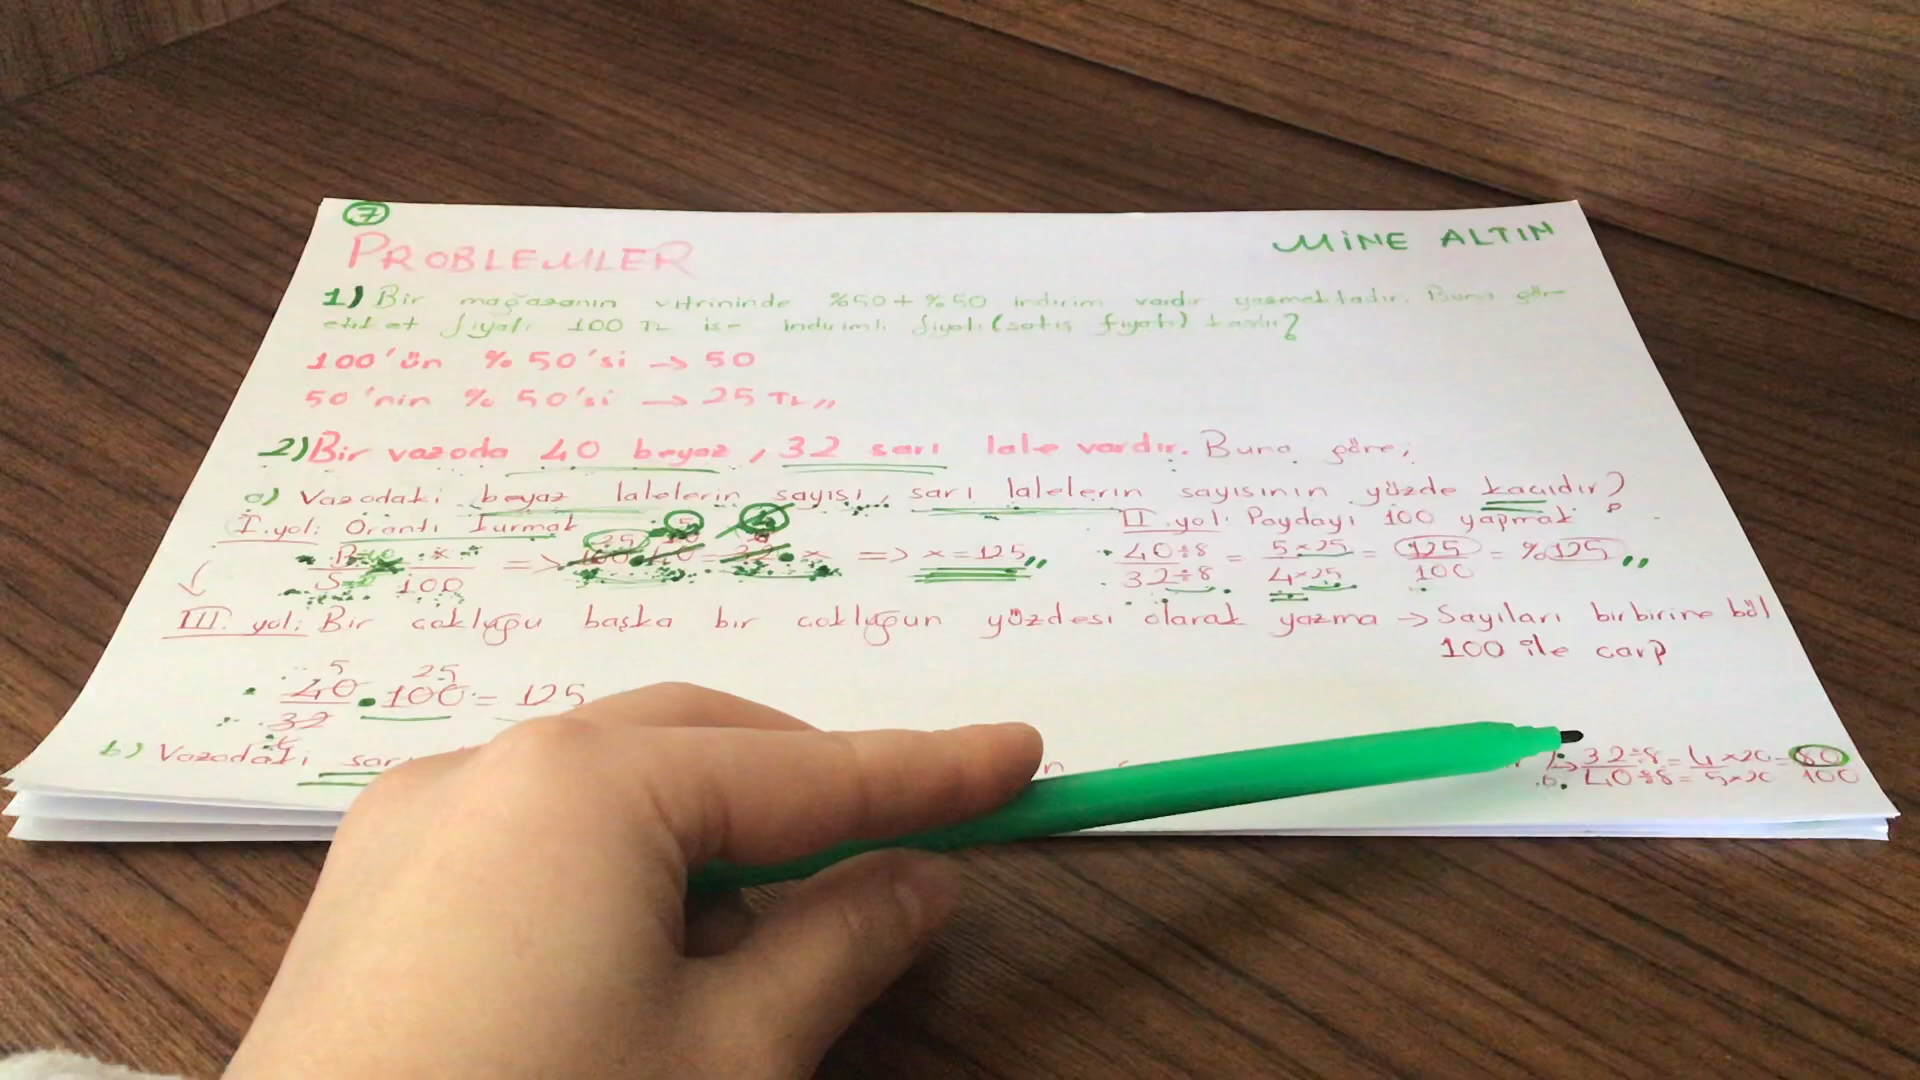 7
PROBLEMLER
MİNE ALTIN
1) Bir mağazanın vitrininde %50 + %50 indirim vardır yazmaktadır. Buna göre
etiket fiyatı 100 TL ise indirimli fiyatı (satış fiyatı) kaçtır?
100'ün %50'si → 50
50'nin %50'si → 25 TL,,
2) Bir vazoda 40 beyaz, 32 sarı lale vardır. Buna göre;
a) Vazodaki beyaz lalelerin sayısı, sarı lalelerin sayısının yüzde kaçıdır?
I. yol: Orantı kurmak
x
100
=> x = 125,,
II. yol: Paydayı 100 yapmak
40÷8 = 5×25 = 125 = %125,,
32÷8 4×25 100
III. yol: Bir çokluğu başka bir çokluğun yüzdesi olarak yazma → Sayıları birbirine böl
100 ile çarp
5 25
40 . 100 = 125
32
4
b) Vazodaki sarı
32÷8 = 4×20 = 80
40÷8 = 5×20 100